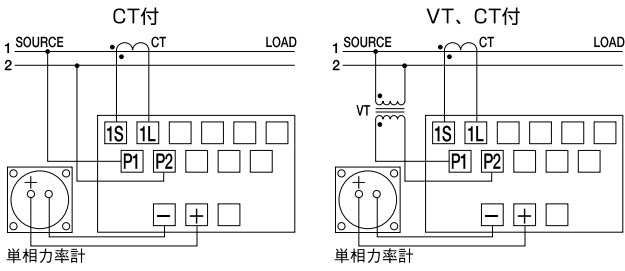 CT付
1 SOURCE CT LOAD
2
1S 1L
P1 P2
+
− +
単相力率計
VT、CT付
1 SOURCE CT LOAD
2
VT
1S 1L
P1 P2
+
− +
単相力率計